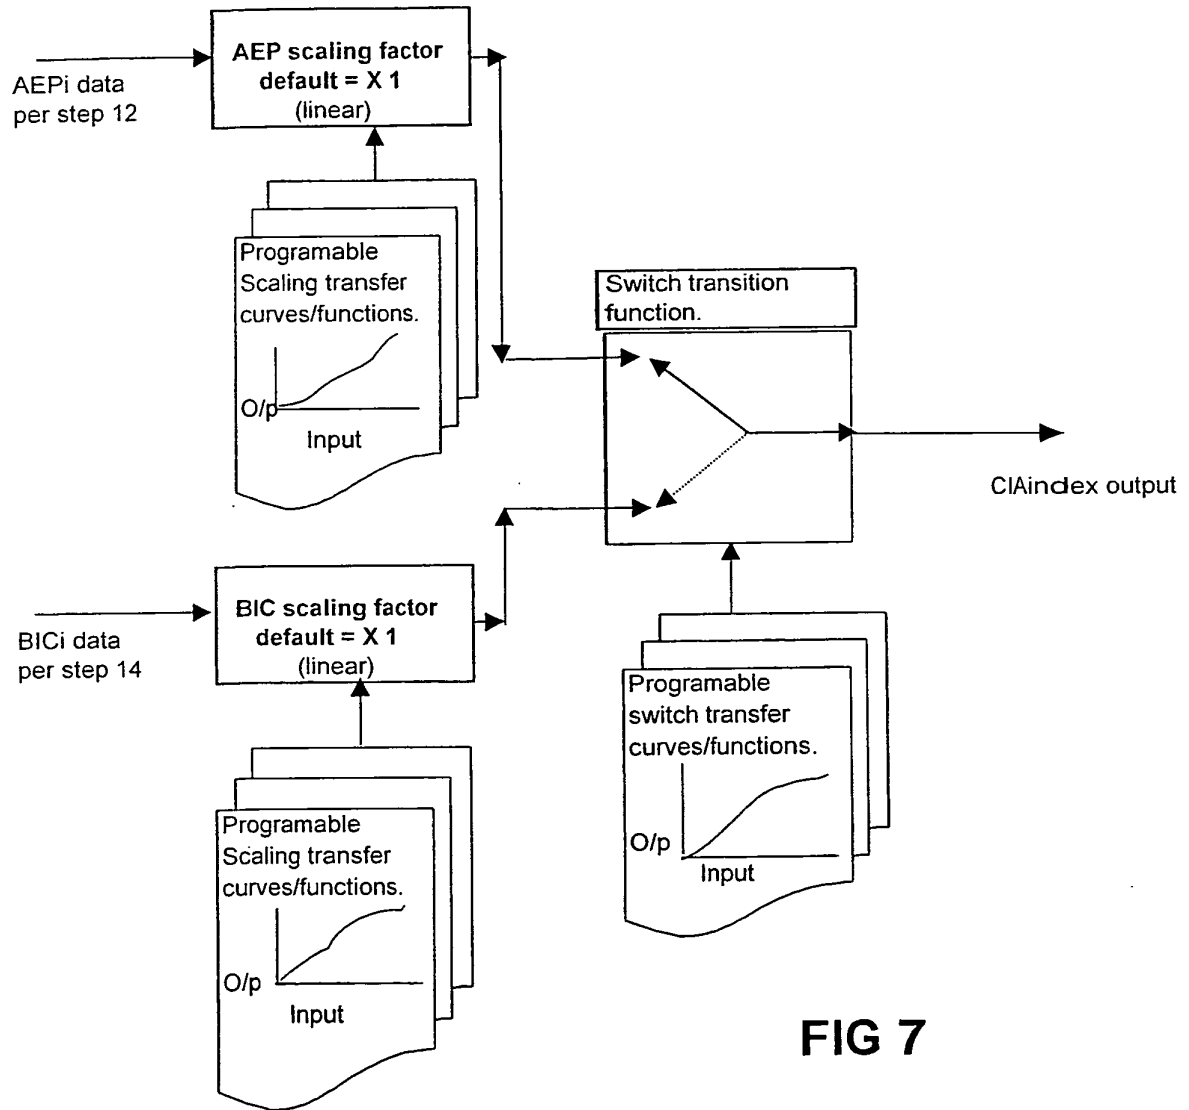 AEP scaling factor
default = X 1
(linear)
AEPi data
per step 12
Programable
Scaling transfer
curves/functions.
O/p
Input
Switch transition
function.
CIAindex output
BIC scaling factor
default = X 1
(linear)
BICi data
per step 14
Programable
switch transfer
curves/functions.
O/p
Input
Programable
Scaling transfer
curves/functions.
O/p
Input
FIG 7